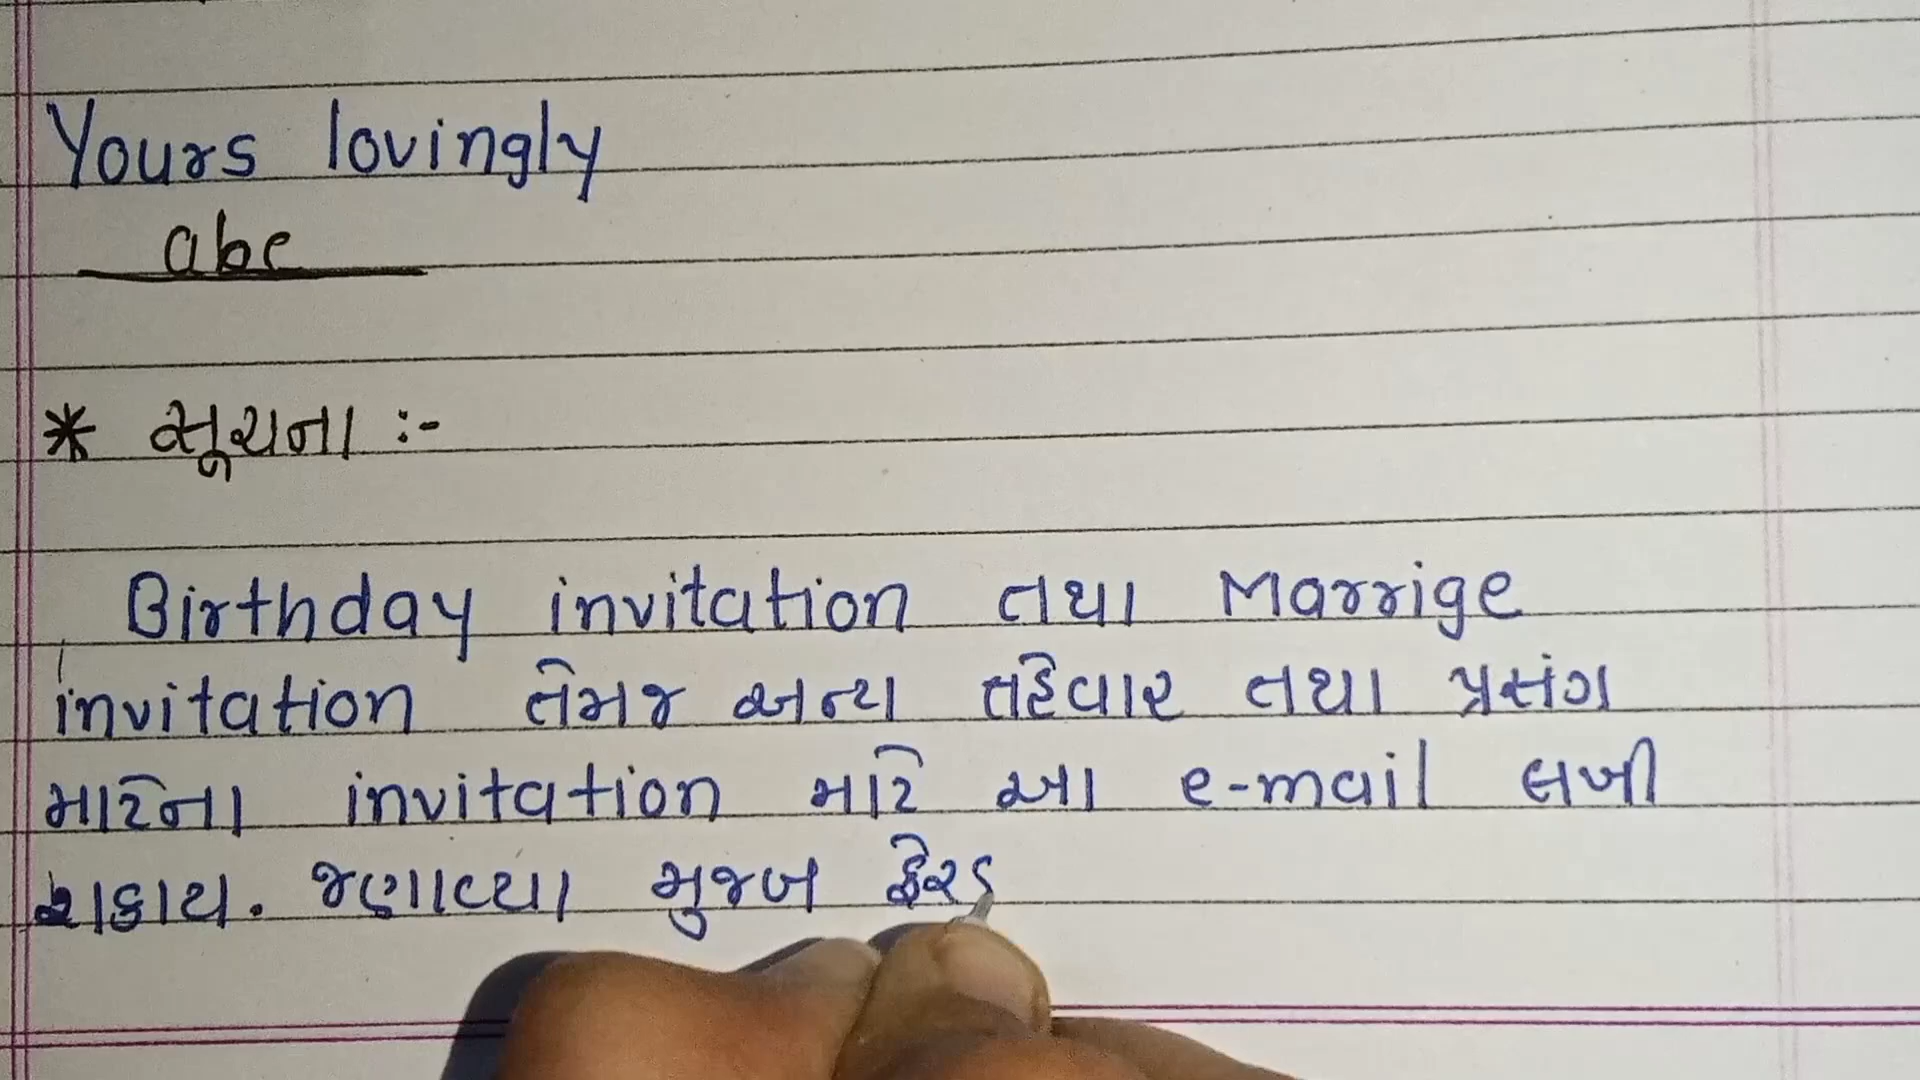 Yours lovingly
abc
* સૂચના :-
Birthday invitation તથા Marrige
invitation તેમજ અન્ય તહેવાર તથા પ્રસંગ
માટેના invitation માટે આ e-mail લખી
શકાય. જણાવ્યા મુજબ